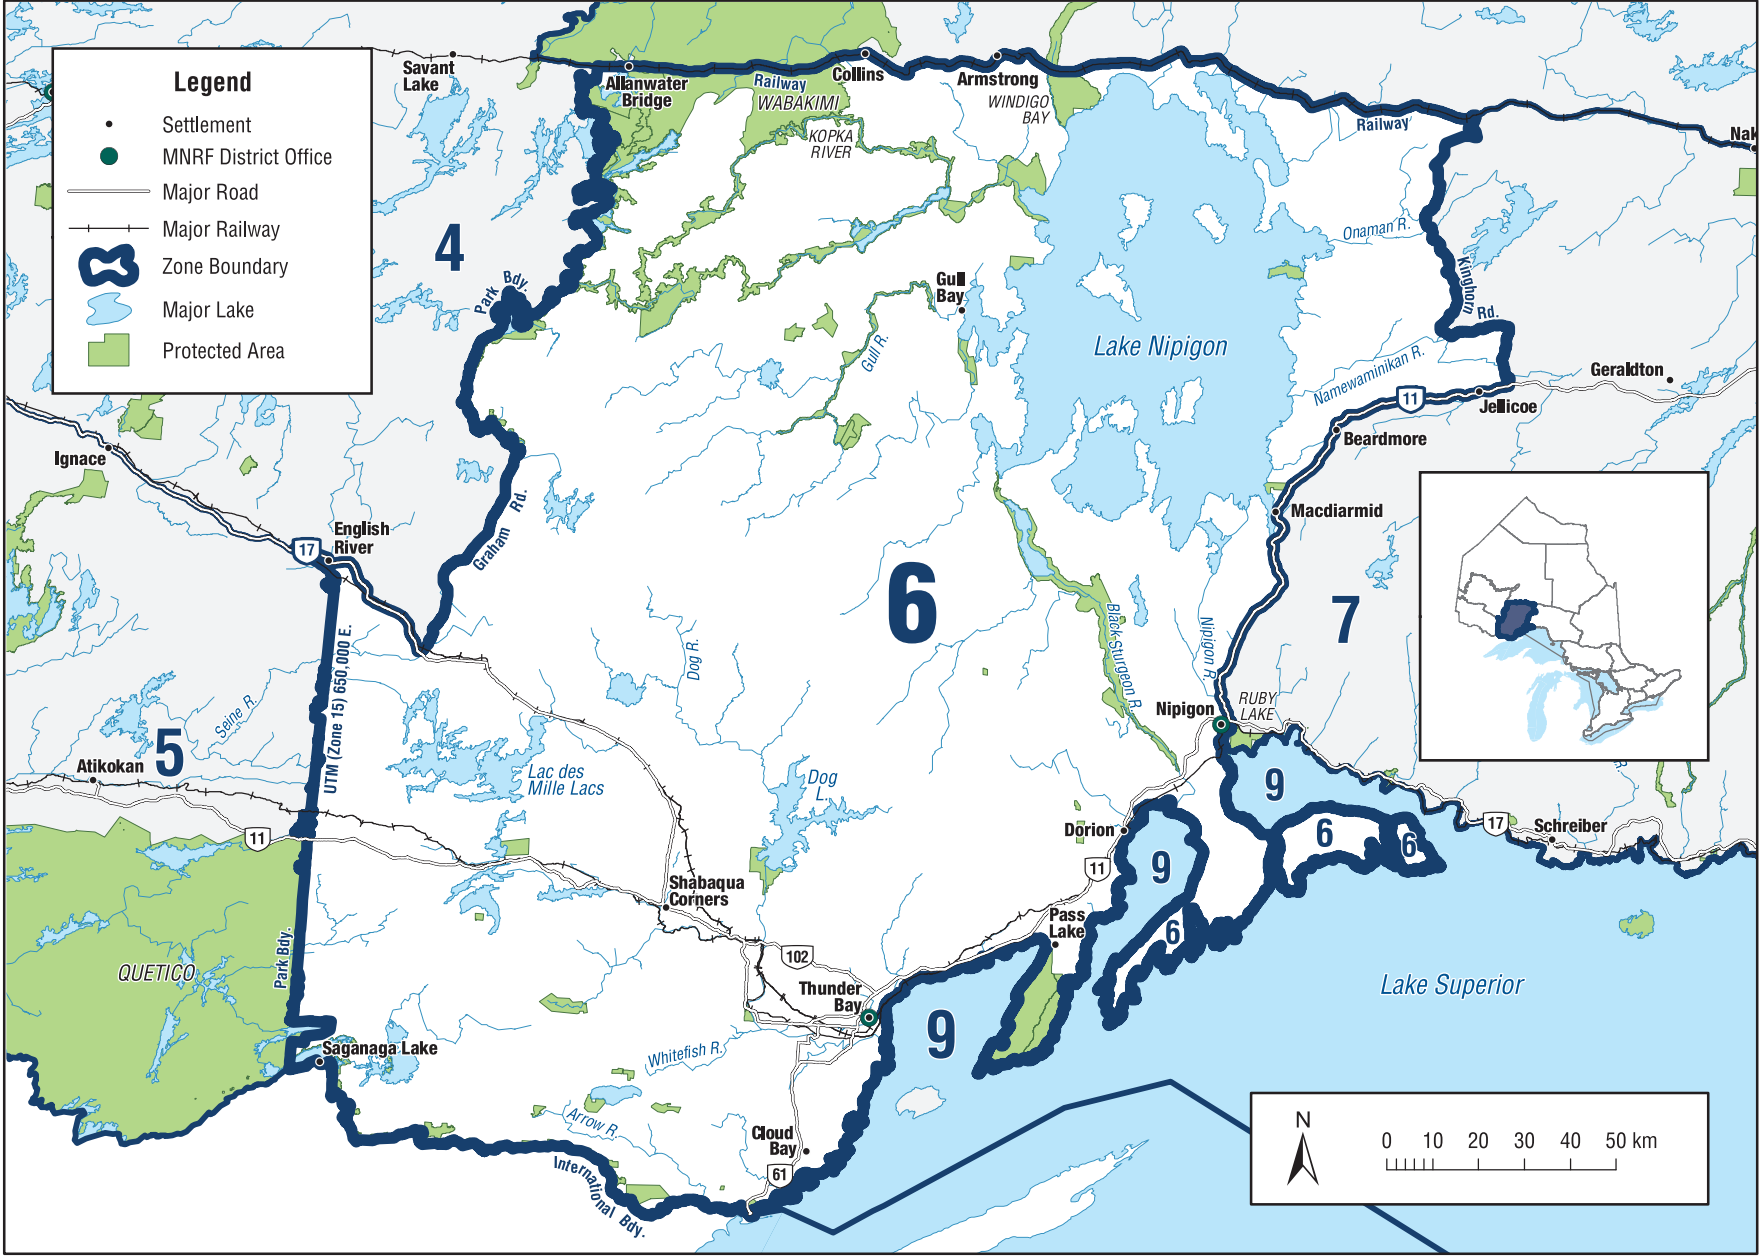 Legend
Settlement
MNRF District Office
Major Road
Major Railway
Zone Boundary
Major Lake
Protected Area
Savant
Lake
Allanwater
Bridge
Railway
WABAKIMI
Collins
Armstrong
WINDIGO
BAY
KOPKA
RIVER
Railway
Nak
4
Park Bdy.
Gull
Bay
Gull R.
Lake Nipigon
Onaman R.
Kinghorn
Rd.
Namewaminikan R.
11
Jellicoe
Geraldton
Beardmore
Macdiarmid
Ignace
English
River
17
Graham Rd.
6
7
UTM (Zone 15) 650,000 E.
Dog R.
Black Sturgeon R.
Nipigon R.
Nipigon
RUBY
LAKE
Seine R.
5
Atikokan
11
Lac des
Mille Lacs
Dog
L.
Dorion
11
9
9
6
6
6
17
Schreiber
R.
Shabaqua
Corners
Pass
Lake
102
Thunder
Bay
9
Lake Superior
QUETICO
Park Bdy.
Saganaga Lake
Whitefish R.
Arrow R.
Cloud
Bay
61
International Bdy.
N
0 10 20 30 40 50 km